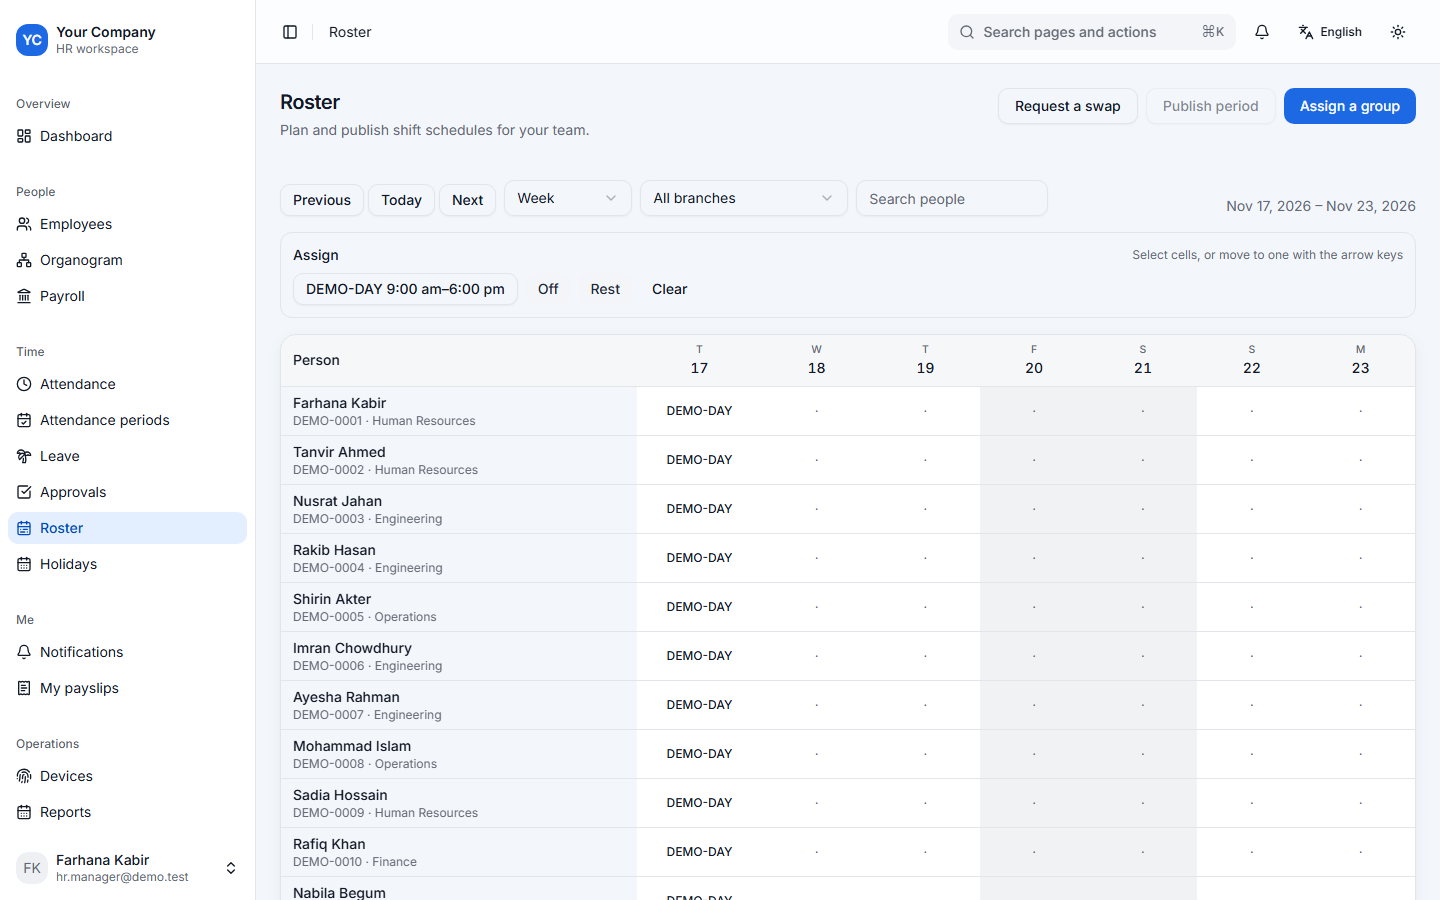 YC
Your Company
HR workspace
Overview
Dashboard
People
Employees
Organogram
Payroll
Time
Attendance
Attendance periods
Leave
Approvals
Roster
Holidays
Me
Notifications
My payslips
Operations
Devices
Reports
FK
Farhana Kabir
hr.manager@demo.test
Roster
Search pages and actions ⌘K
English
Roster
Plan and publish shift schedules for your team.
Request a swap
Publish period
Assign a group
Previous
Today
Next
Week
All branches
Search people
Nov 17, 2026 – Nov 23, 2026
Assign
Select cells, or move to one with the arrow keys
DEMO-DAY 9:00 am–6:00 pm
Off
Rest
Clear
Person
T W T F S S M
17 18 19 20 21 22 23
Farhana Kabir
DEMO-0001 · Human Resources
DEMO-DAY · · · · · ·
Tanvir Ahmed
DEMO-0002 · Human Resources
DEMO-DAY · · · · · ·
Nusrat Jahan
DEMO-0003 · Engineering
DEMO-DAY · · · · · ·
Rakib Hasan
DEMO-0004 · Engineering
DEMO-DAY · · · · · ·
Shirin Akter
DEMO-0005 · Operations
DEMO-DAY · · · · · ·
Imran Chowdhury
DEMO-0006 · Engineering
DEMO-DAY · · · · · ·
Ayesha Rahman
DEMO-0007 · Engineering
DEMO-DAY · · · · · ·
Mohammad Islam
DEMO-0008 · Operations
DEMO-DAY · · · · · ·
Sadia Hossain
DEMO-0009 · Human Resources
DEMO-DAY · · · · · ·
Rafiq Khan
DEMO-0010 · Finance
DEMO-DAY · · · · · ·
Nabila Begum
DEMO-DAY